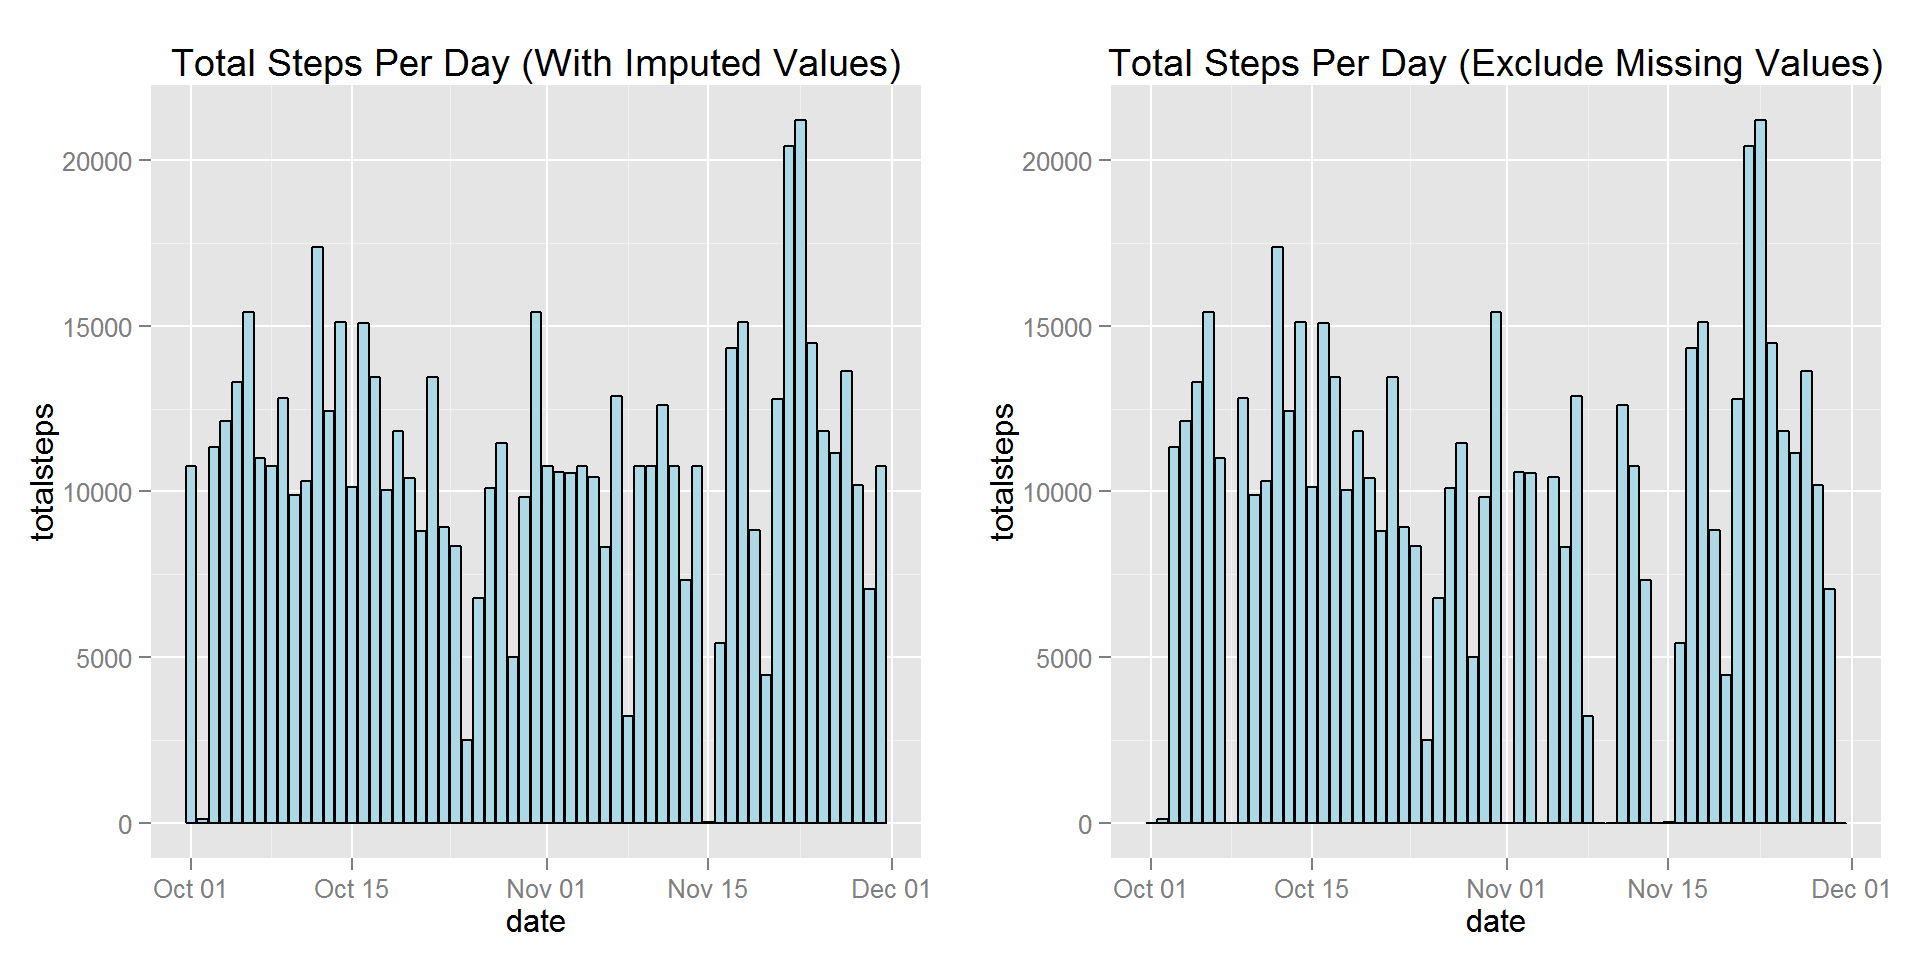 Total Steps Per Day (With Imputed Values)
20000
15000
10000
5000
0
totalsteps
Oct 01 Oct 15 Nov 01 Nov 15 Dec 01
date
Total Steps Per Day (Exclude Missing Values)
20000
15000
10000
5000
0
totalsteps
Oct 01 Oct 15 Nov 01 Nov 15 Dec 01
date